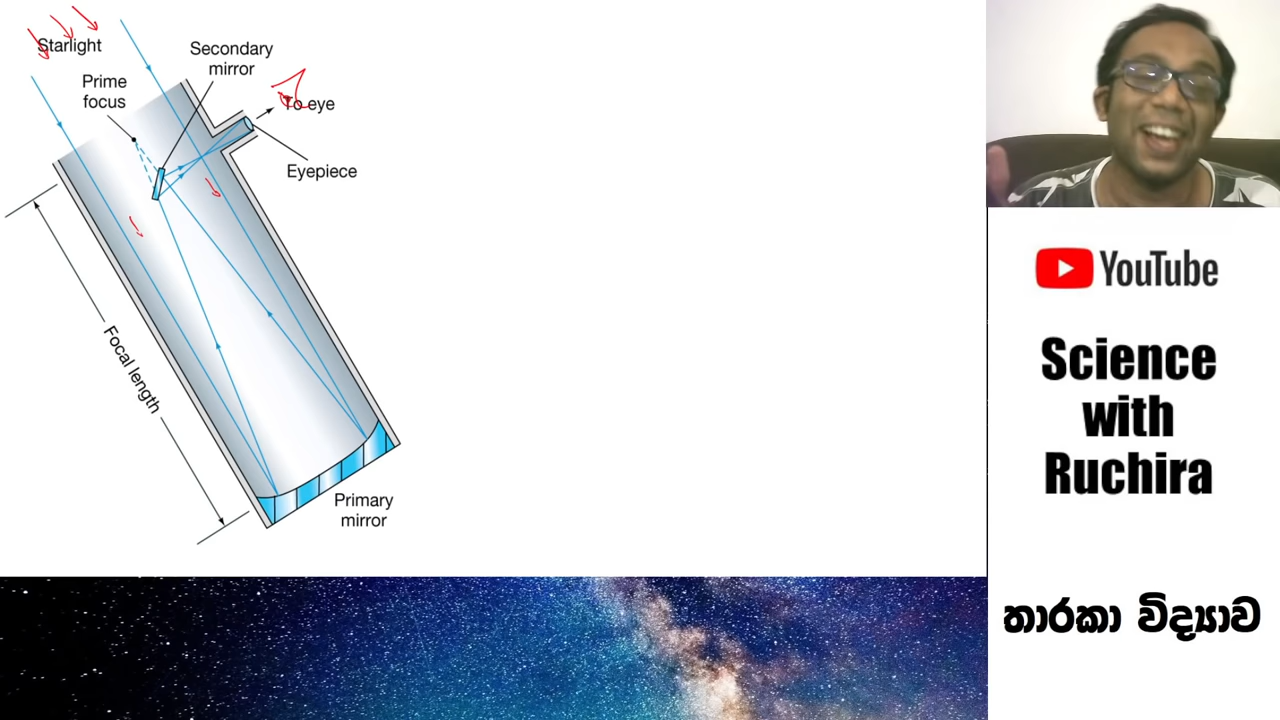 Starlight
Secondary
mirror
Prime
focus
To eye
Eyepiece
Focal length
Primary
mirror
YouTube
Science
with
Ruchira
තාරකා විද්‍යාව